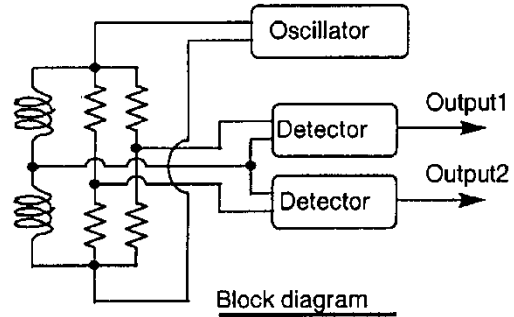 Oscillator
Output1
Detector
Output2
Detector
Block diagram